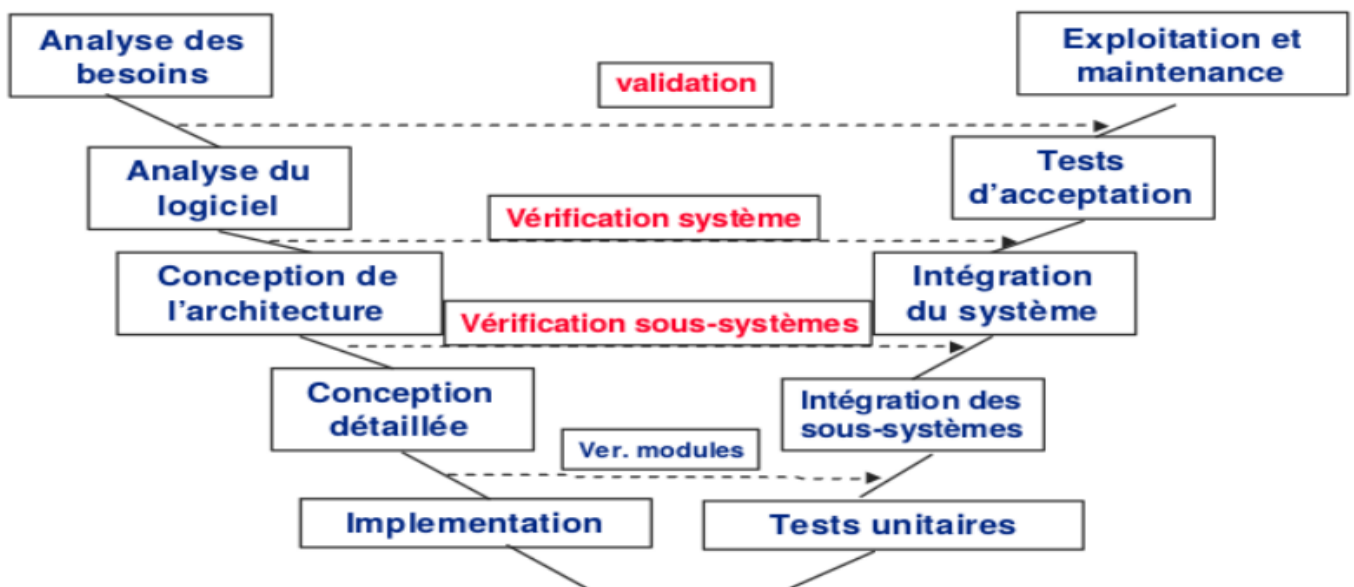 Analyse des
besoins
Exploitation et
maintenance
validation
Analyse du
logiciel
Tests
d'acceptation
Vérification système
Conception de
l'architecture
Intégration
du système
Vérification sous-systèmes
Conception
détaillée
Intégration des
sous-systèmes
Ver. modules
Implementation
Tests unitaires